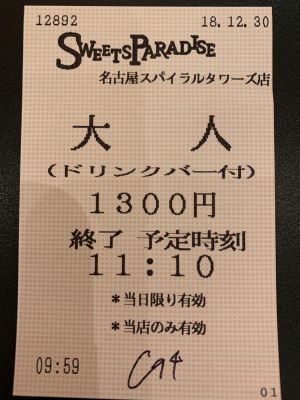 12892 18.12.30
SWEETSPARADISE
名古屋スパイラルタワーズ店
大 人
(ドリンクバー付)
1300円
終了 予定時刻
11:10
*当日限り有効
*当店のみ有効
09:59
01